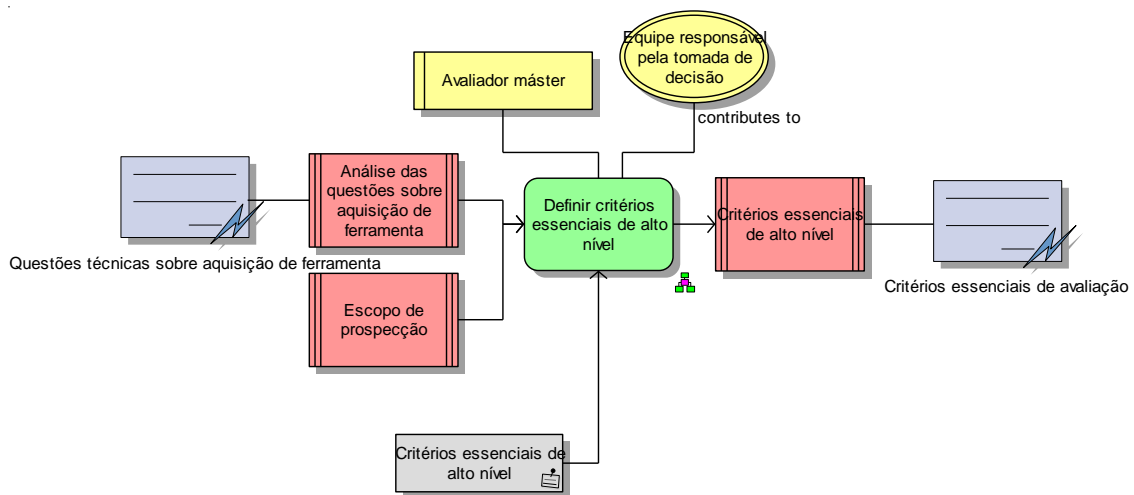 Equipe responsável
pela tomada de
decisão
Avaliador máster
contributes to
Análise das
questões sobre
aquisição de
ferramenta
Definir critérios
essenciais de alto
nível
Critérios essenciais
de alto nível
Questões técnicas sobre aquisição de ferramenta
Critérios essenciais de avaliação
Escopo de
prospecção
Critérios essenciais de
alto nível